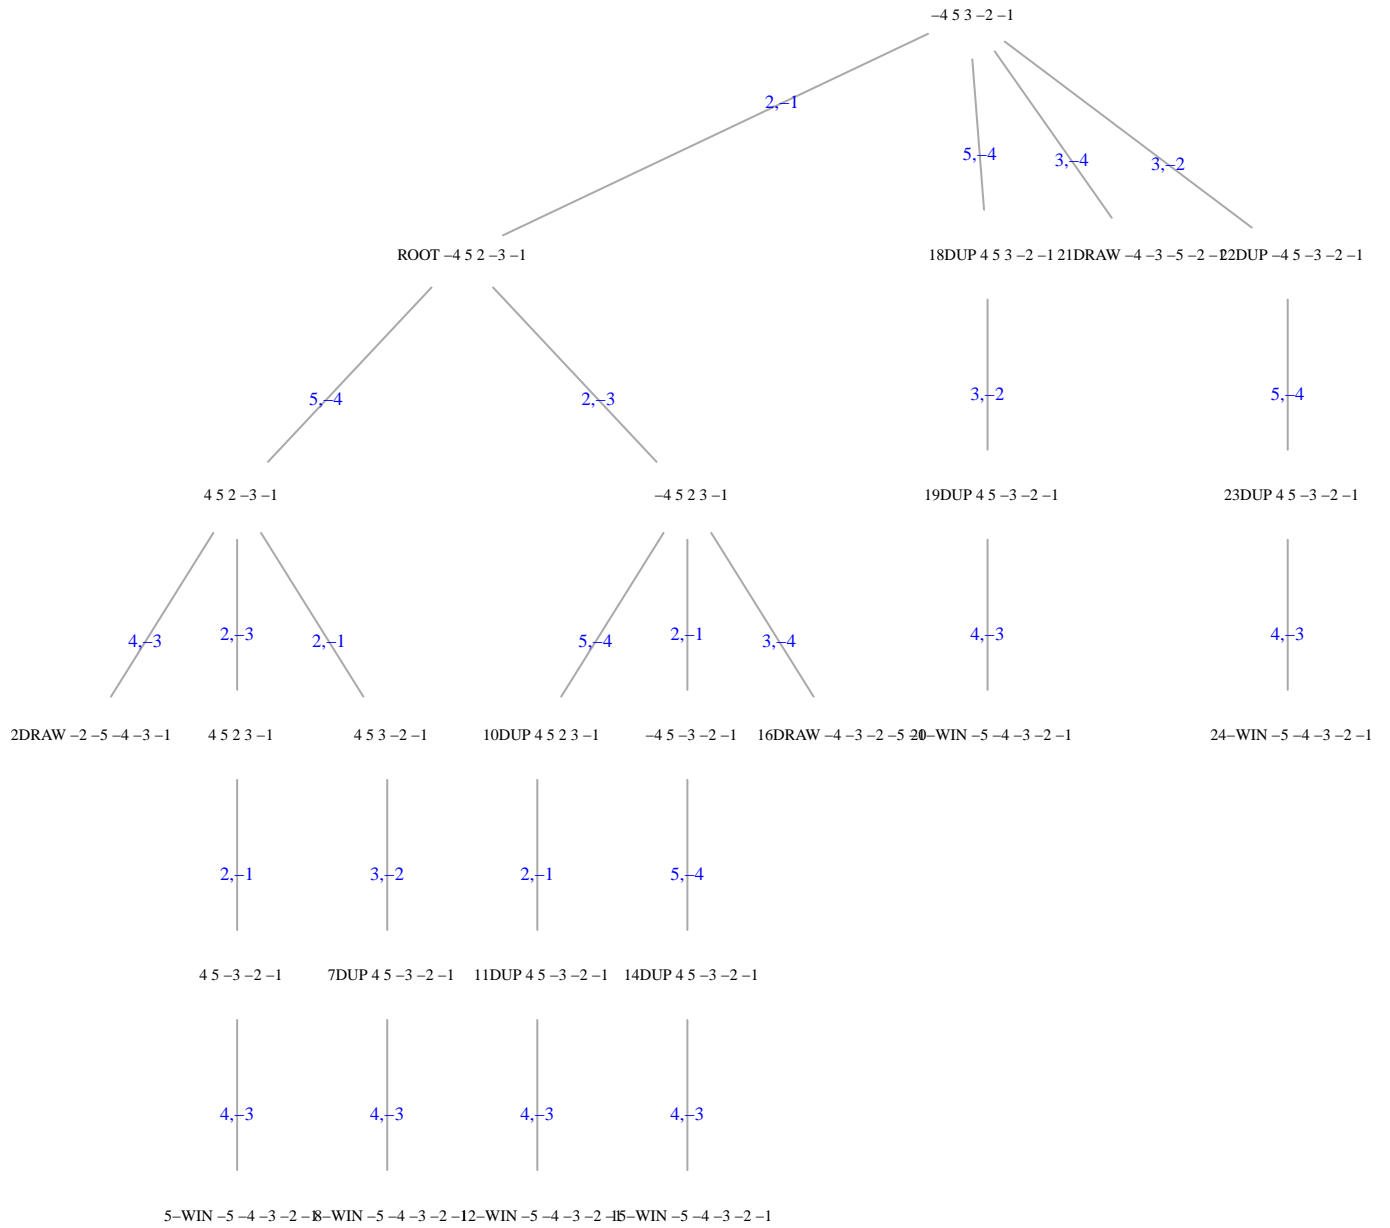 −4 5 3 −2 −1
2,−1
5,−4
3,−4
3,−2
ROOT −4 5 2 −3 −1
18DUP 4 5 3 −2 −1
21DRAW −4 −3 −5 −2 −1
22DUP −4 5 −3 −2 −1
5,−4
2,−3
3,−2
5,−4
4 5 2 −3 −1
−4 5 2 3 −1
19DUP 4 5 −3 −2 −1
23DUP 4 5 −3 −2 −1
4,−3
2,−3
2,−1
5,−4
2,−1
3,−4
4,−3
4,−3
2DRAW −2 −5 −4 −3 −1
4 5 2 3 −1
4 5 3 −2 −1
10DUP 4 5 2 3 −1
−4 5 −3 −2 −1
16DRAW −4 −3 −2 −5 −1
20−WIN −5 −4 −3 −2 −1
24−WIN −5 −4 −3 −2 −1
2,−1
3,−2
2,−1
5,−4
4 5 −3 −2 −1
7DUP 4 5 −3 −2 −1
11DUP 4 5 −3 −2 −1
14DUP 4 5 −3 −2 −1
4,−3
4,−3
4,−3
4,−3
5−WIN −5 −4 −3 −2 −1
8−WIN −5 −4 −3 −2 −1
12−WIN −5 −4 −3 −2 −1
15−WIN −5 −4 −3 −2 −1